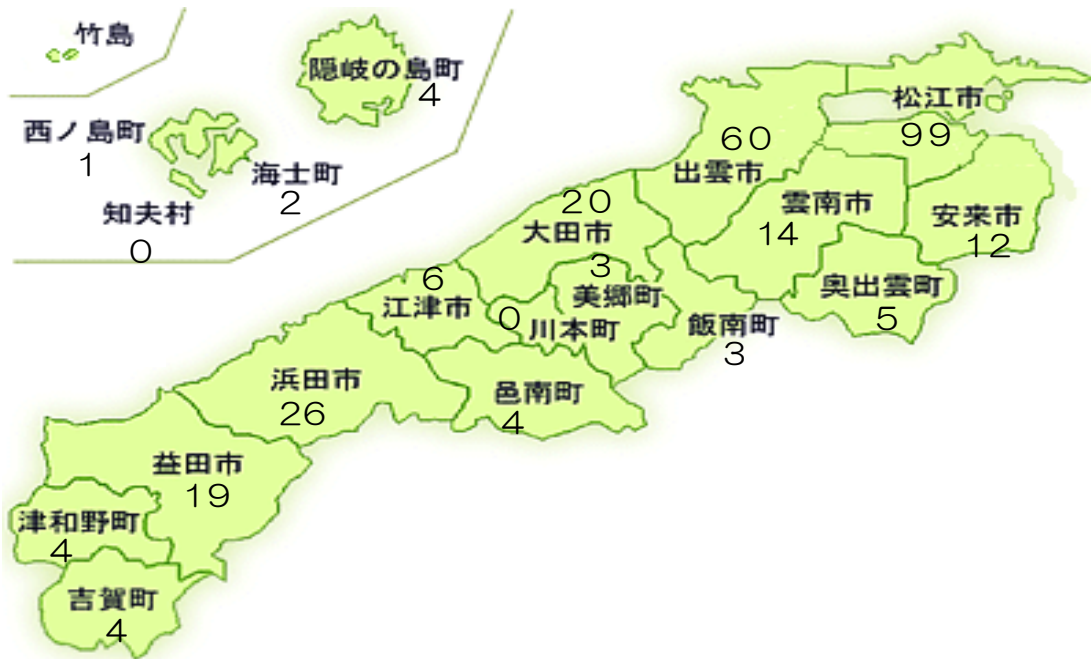 竹島
隠岐の島町
4
西ノ島町
1
海士町
2
知夫村
0
松江市
99
60
出雲市
雲南市
14
安来市
12
20
大田市
奥出雲町
5
3
美郷町
6
江津市
0
川本町
飯南町
3
浜田市
26
邑南町
4
益田市
19
津和野町
4
吉賀町
4